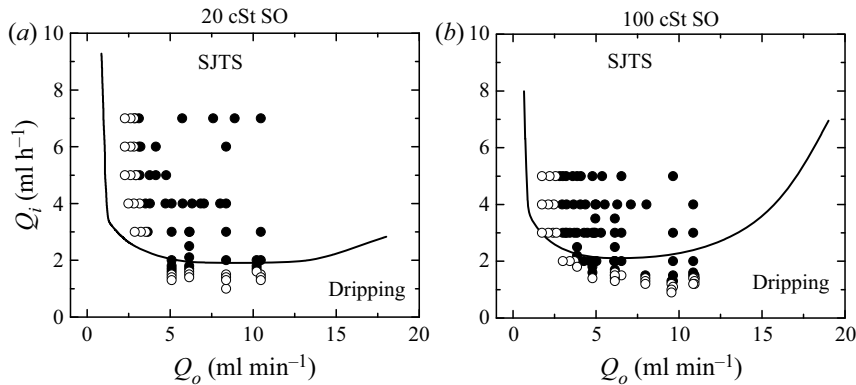 20 cSt SO
100 cSt SO
(a)
(b)
SJTS
SJTS
10
8
6
4
2
0
10
8
6
4
2
0
Q_i (ml h⁻¹)
Dripping
Dripping
0 5 10 15 20
0 5 10 15 20
Q_o (ml min⁻¹)
Q_o (ml min⁻¹)